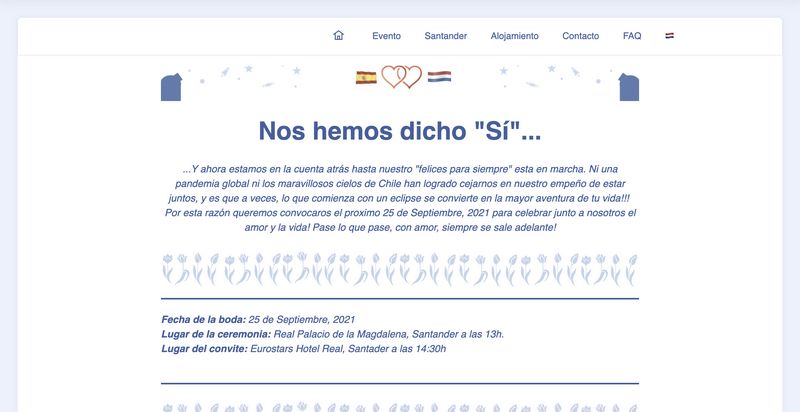 Evento Santander Alojamiento Contacto FAQ
Nos hemos dicho "Sí"...
...Y ahora estamos en la cuenta atrás hasta nuestro "felices para siempre" esta en marcha. Ni una
pandemia global ni los maravillosos cielos de Chile han logrado cejarnos en nuestro empeño de estar
juntos, y es que a veces, lo que comienza con un eclipse se convierte en la mayor aventura de tu vida!!!
Por esta razón queremos convocaros el proximo 25 de Septiembre, 2021 para celebrar junto a nosotros el
amor y la vida! Pase lo que pase, con amor, siempre se sale adelante!
Fecha de la boda: 25 de Septiembre, 2021
Lugar de la ceremonia: Real Palacio de la Magdalena, Santander a las 13h.
Lugar del convite: Eurostars Hotel Real, Santader a las 14:30h